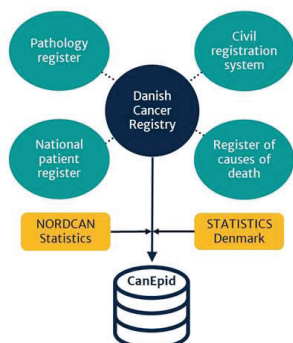 Pathology
register
Civil
registration
system
Danish
Cancer
Registry
National
patient
register
Register of
causes of
death
NORDCAN
Statistics
STATISTICS
Denmark
CanEpid